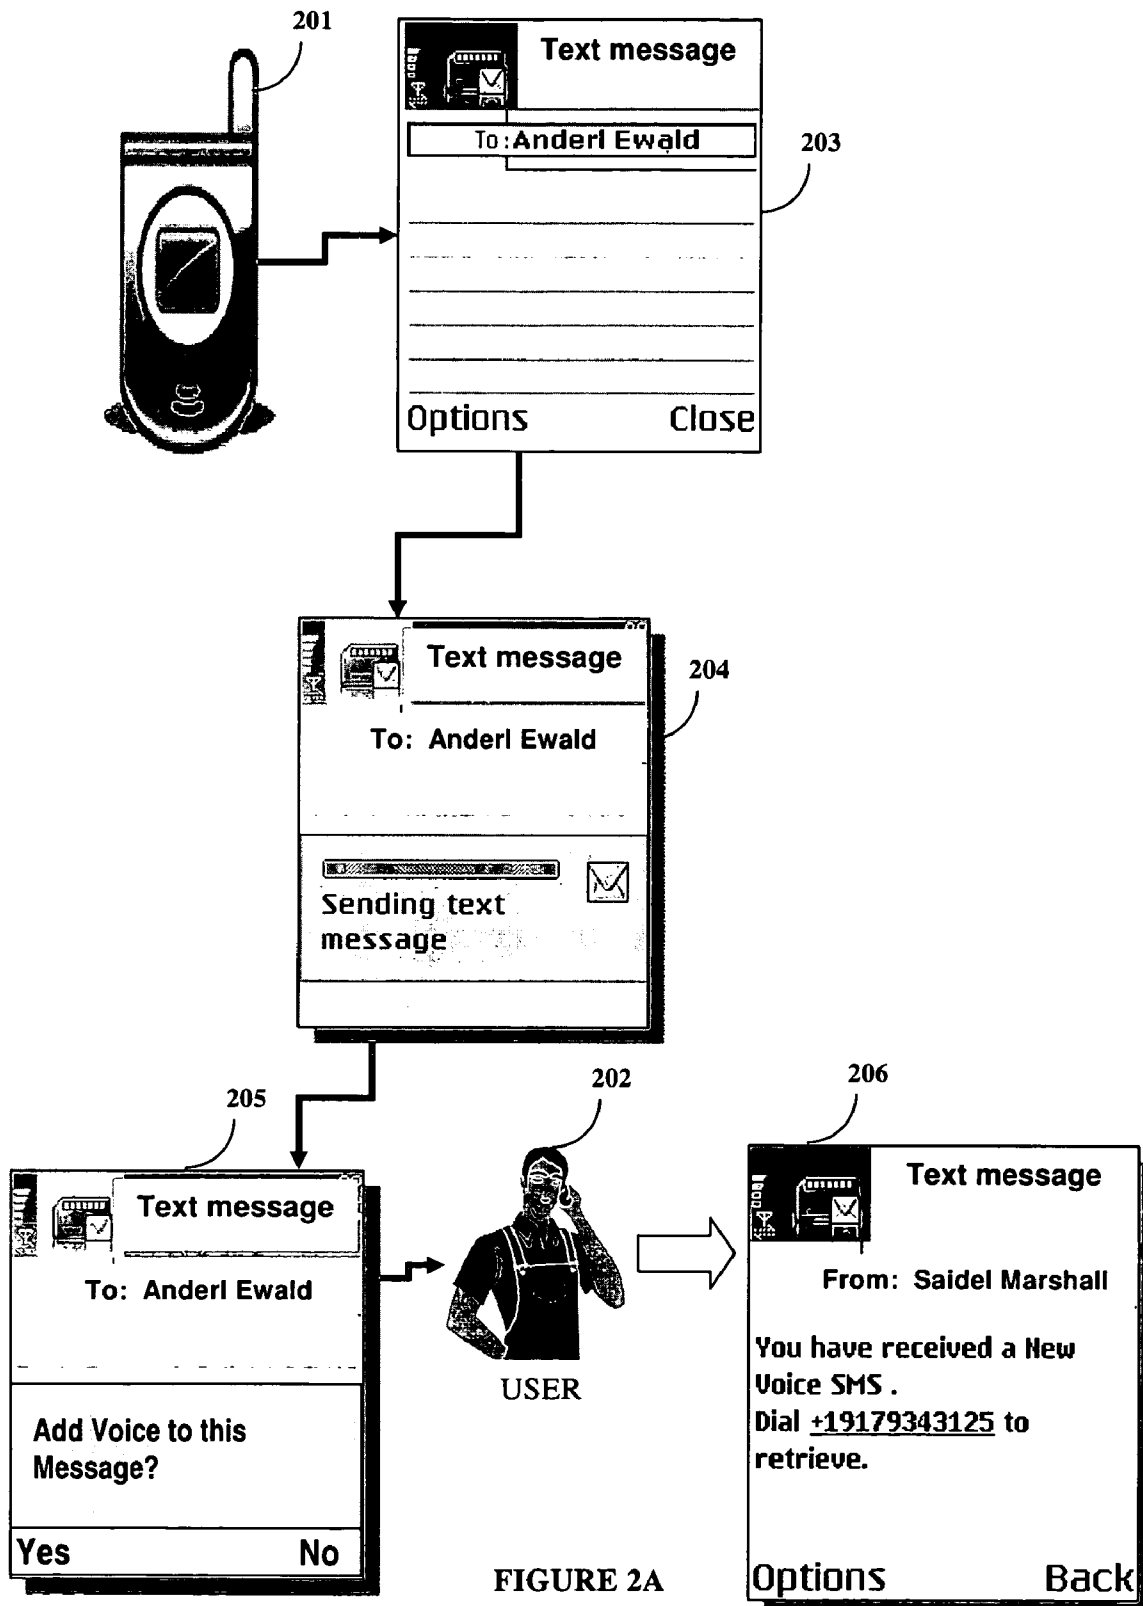 201
Text message
To: Anderl Ewald
203
Options Close
Text message
204
To: Anderl Ewald
Sending text
message
205
202
206
Text message
To: Anderl Ewald
Add Voice to this
Message?
Yes No
USER
Text message
From: Saidel Marshall
You have received a New
Voice SMS .
Dial +19179343125 to
retrieve.
Options Back
FIGURE 2A